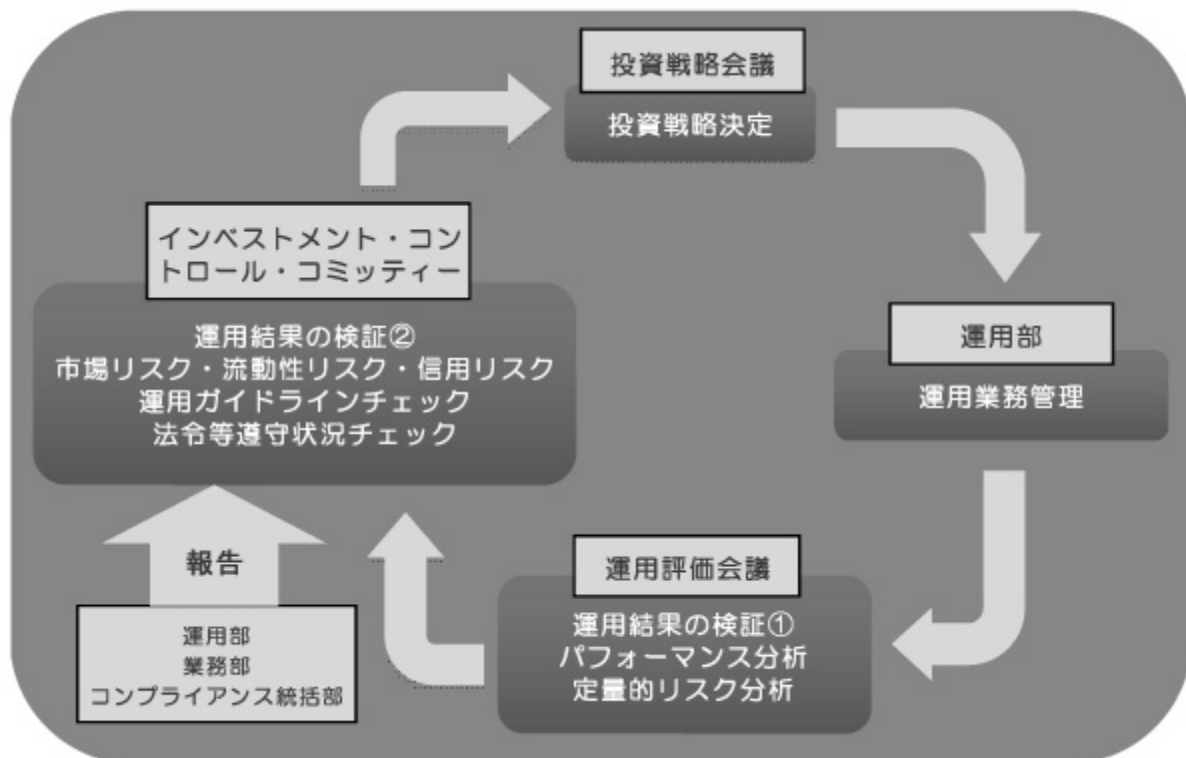 投資戦略会議
投資戦略決定
運用部
運用業務管理
運用評価会議
運用結果の検証①
パフォーマンス分析
定量的リスク分析
インベストメント・コン
トロール・コミッティー
運用結果の検証②
市場リスク・流動性リスク・信用リスク
運用ガイドラインチェック
法令等遵守状況チェック
報告
運用部
業務部
コンプライアンス統括部